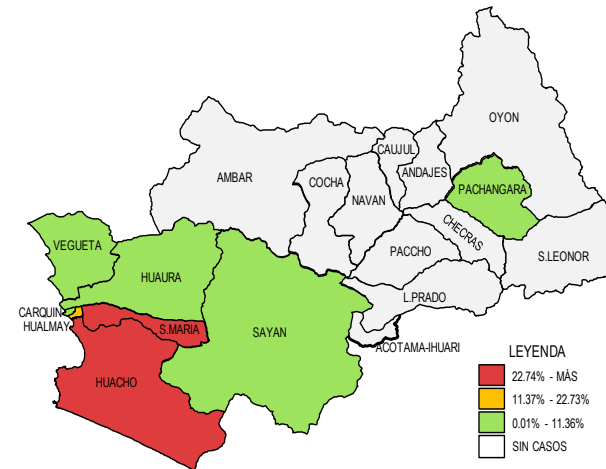 OYON
CAUJUL
ANDAJES
AMBAR
COCHA
NAVAN
PACHANGARA
CHECRAS
VEGUETA
HUAURA
PACCHO
S.LEONOR
L.PRADO
CARQUIN
HUALMAY
S.MARIA
SAYAN
ACOTAMA-IHUARI
HUACHO
LEYENDA
22.74% - MÁS
11.37% - 22.73%
0.01% - 11.36%
SIN CASOS